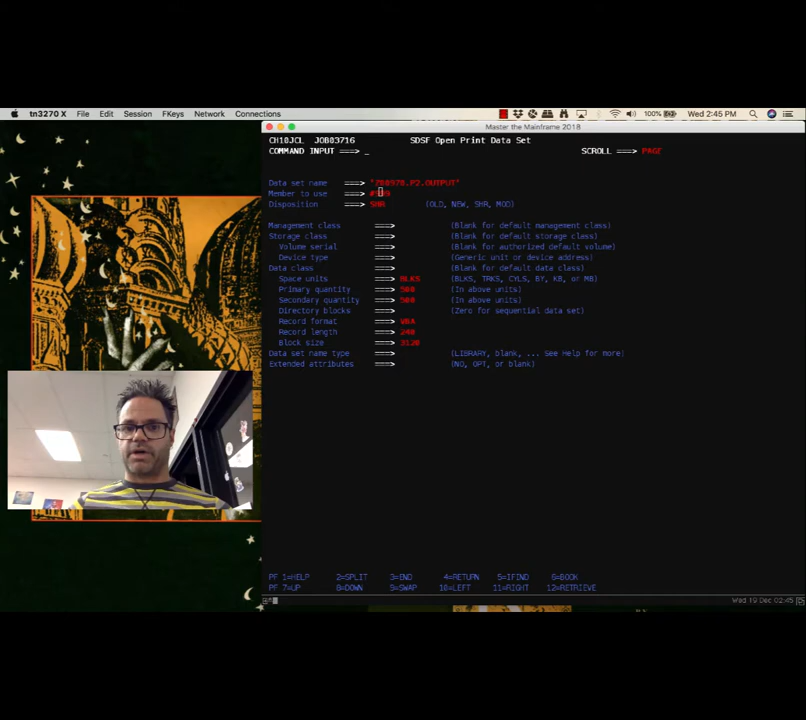 tn3270 X File Edit Session FKeys Network Connections 100% Wed 2:45 PM
Master the Mainframe 2018
CH10JCL JOB03716 SDSF Open Print Data Set
COMMAND INPUT ===> _ SCROLL ===> PAGE
Data set name ===> 'Z08970.P2.OUTPUT'
Member to use ===>
Disposition ===> SHR (OLD, NEW, SHR, MOD)
Management class ===> (Blank for default management class)
Storage class ===> (Blank for default storage class)
Volume serial ===> (Blank for authorized default volume)
Device type ===> (Generic unit or device address)
Data class ===> (Blank for default data class)
Space units ===> BLKS (BLKS, TRKS, CYLS, BY, KB, or MB)
Primary quantity ===> 500 (In above units)
Secondary quantity ===> 500 (In above units)
Directory blocks ===> (Zero for sequential data set)
Record format ===> VBA
Record length ===> 240
Block size ===> 3120
Data set name type ===> (LIBRARY, blank, ... See Help for more)
Extended attributes ===> (NO, OPT, or blank)
PF 1=HELP 2=SPLIT 3=END 4=RETURN 5=IFIND 6=BOOK
PF 7=UP 8=DOWN 9=SWAP 10=LEFT 11=RIGHT 12=RETRIEVE
Wed 19 Dec 02:45